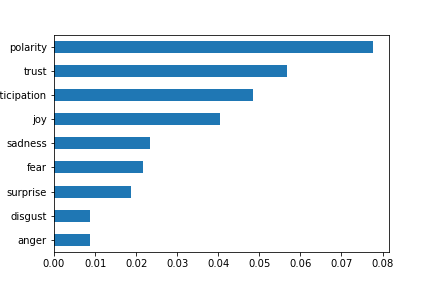 polarity
trust
ticipation
joy
sadness
fear
surprise
disgust
anger
0.00 0.01 0.02 0.03 0.04 0.05 0.06 0.07 0.08